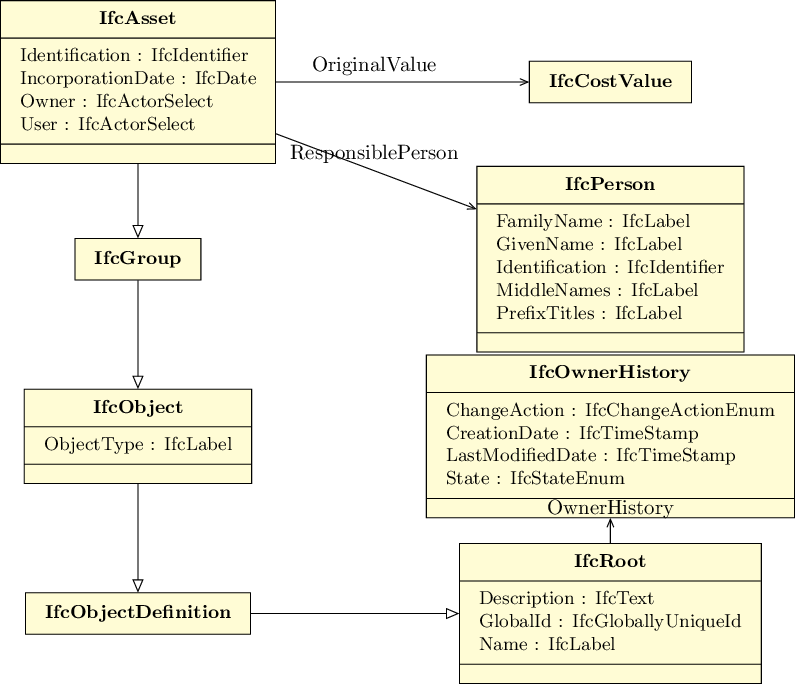 IfcAsset
Identification : IfcIdentifier
IncorporationDate : IfcDate
Owner : IfcActorSelect
User : IfcActorSelect
OriginalValue
IfcCostValue
ResponsiblePerson
IfcPerson
FamilyName : IfcLabel
GivenName : IfcLabel
Identification : IfcIdentifier
MiddleNames : IfcLabel
PrefixTitles : IfcLabel
IfcGroup
IfcOwnerHistory
ChangeAction : IfcChangeActionEnum
CreationDate : IfcTimeStamp
LastModifiedDate : IfcTimeStamp
State : IfcStateEnum
OwnerHistory
IfcObject
ObjectType : IfcLabel
IfcObjectDefinition
IfcRoot
Description : IfcText
GlobalId : IfcGloballyUniqueId
Name : IfcLabel